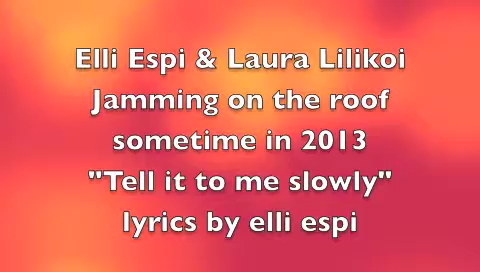 Elli Espi & Laura Lilikoi
Jamming on the roof
sometime in 2013
"Tell it to me slowly"
lyrics by elli espi